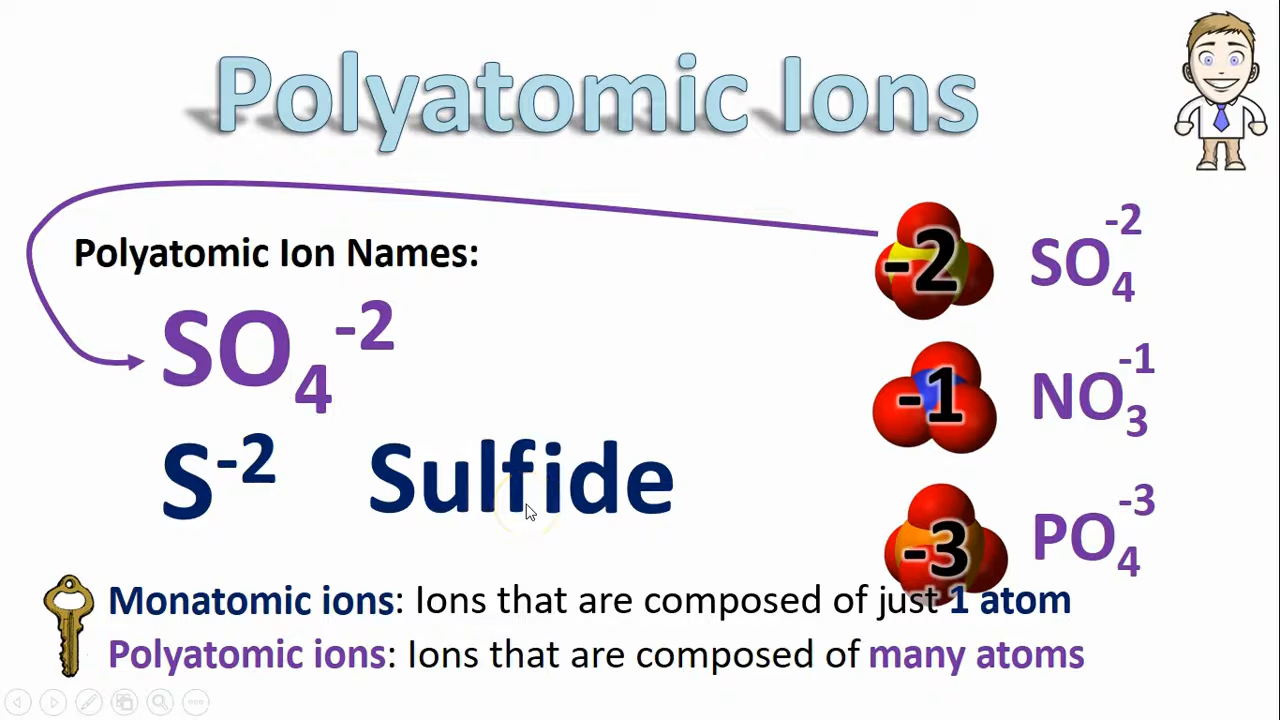 Polyatomic Ions
Polyatomic Ion Names:
SO₄⁻²
S⁻² Sulfide
-2 SO₄⁻²
-1 NO₃⁻¹
-3 PO₄⁻³
Monatomic ions: Ions that are composed of just 1 atom
Polyatomic ions: Ions that are composed of many atoms